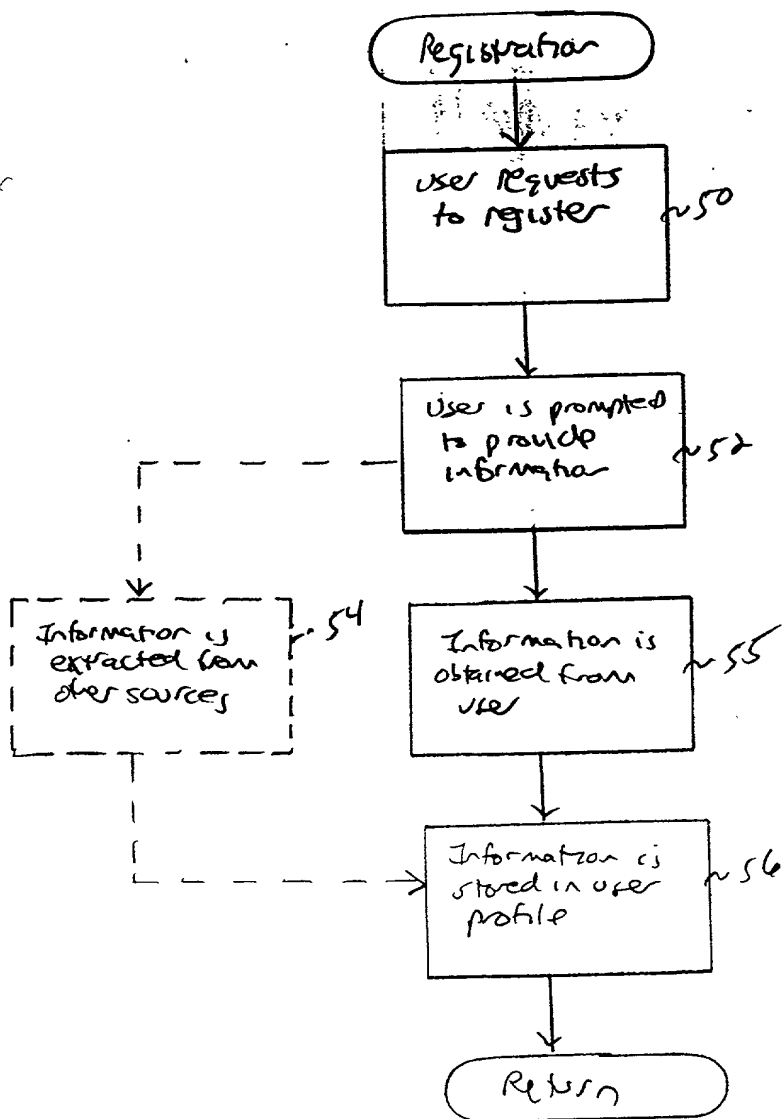 Registration
User requests
to register
~50
User is prompted
to provide
information
~52
Information is
extracted from
other sources
54
Information is
obtained from
user
~55
Information is
stored in user
profile
~56
Return